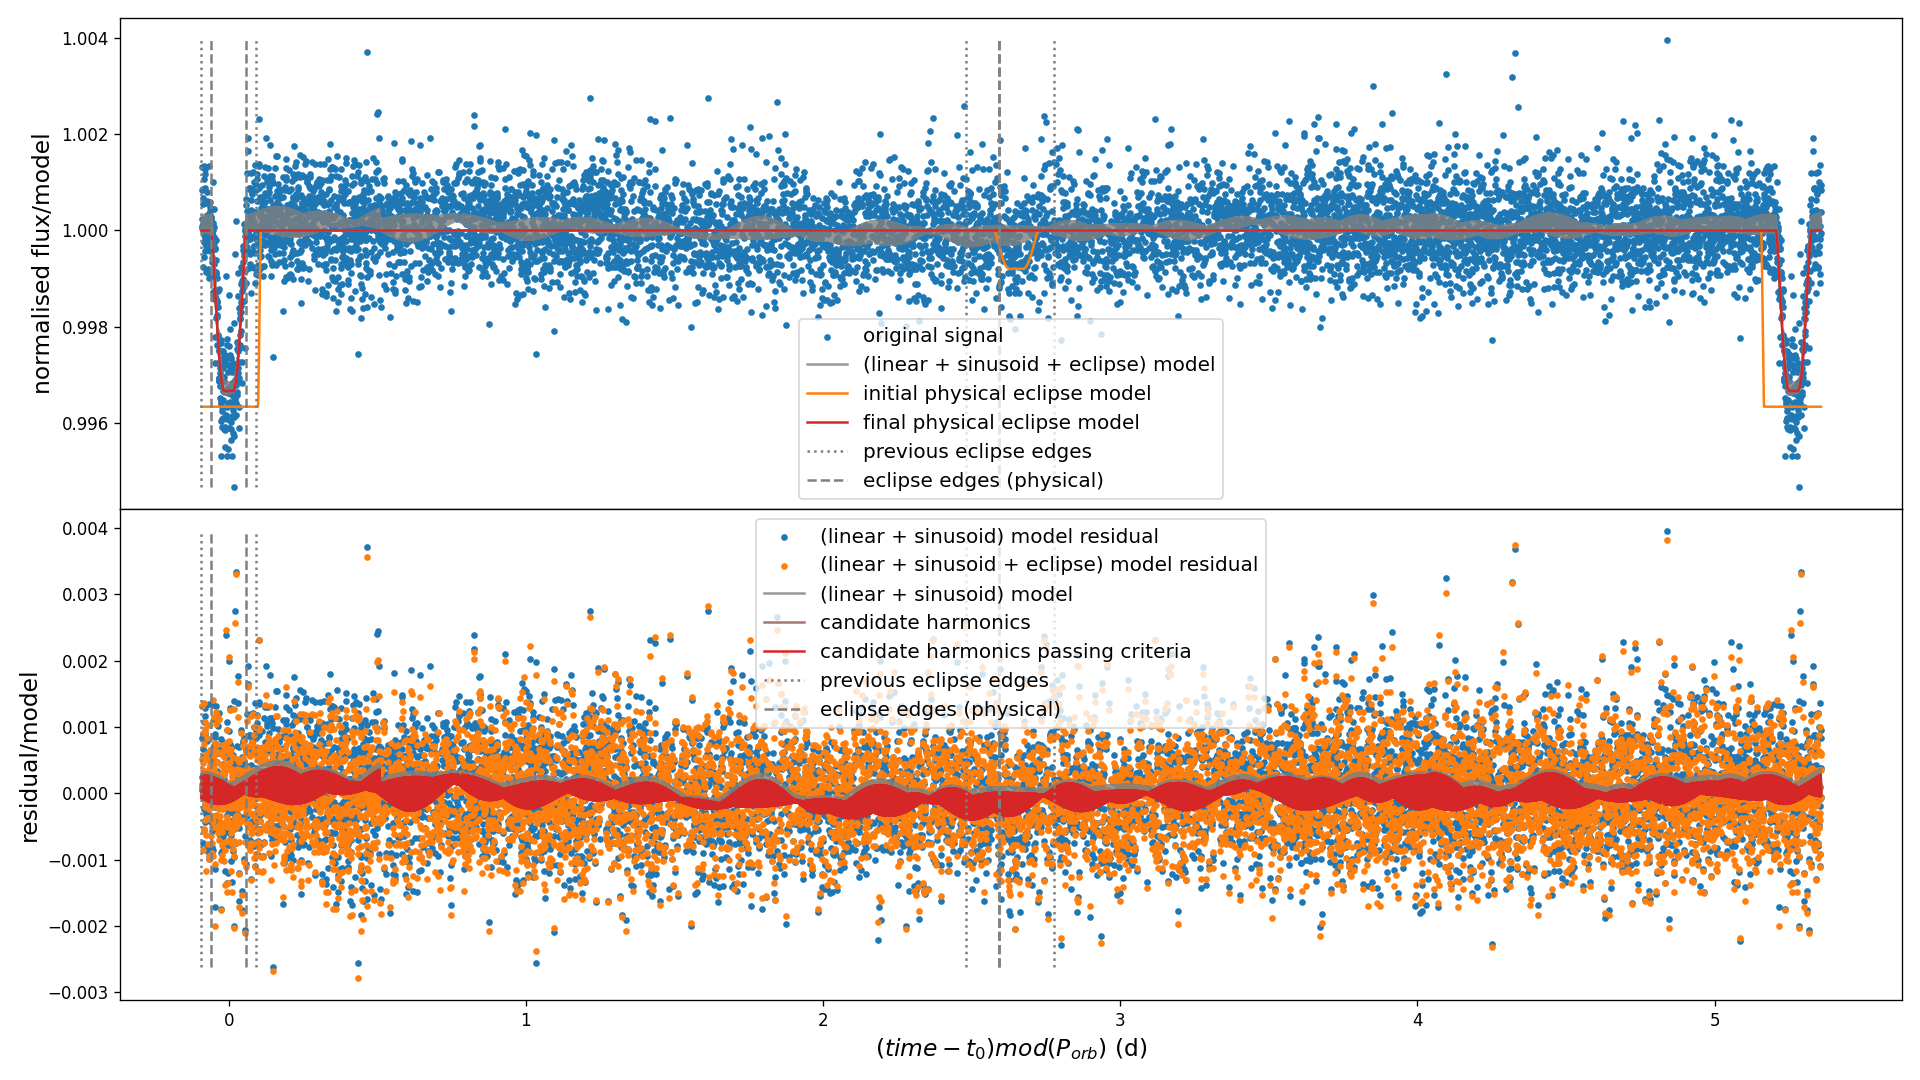 normalised flux/model
1.004
1.002
1.000
0.998
0.996
original signal
(linear + sinusoid + eclipse) model
initial physical eclipse model
final physical eclipse model
previous eclipse edges
eclipse edges (physical)
residual/model
0.004
0.003
0.002
0.001
0.000
−0.001
−0.002
−0.003
(linear + sinusoid) model residual
(linear + sinusoid + eclipse) model residual
(linear + sinusoid) model
candidate harmonics
candidate harmonics passing criteria
previous eclipse edges
eclipse edges (physical)
0 1 2 3 4 5
(time − t₀)mod(P_orb) (d)